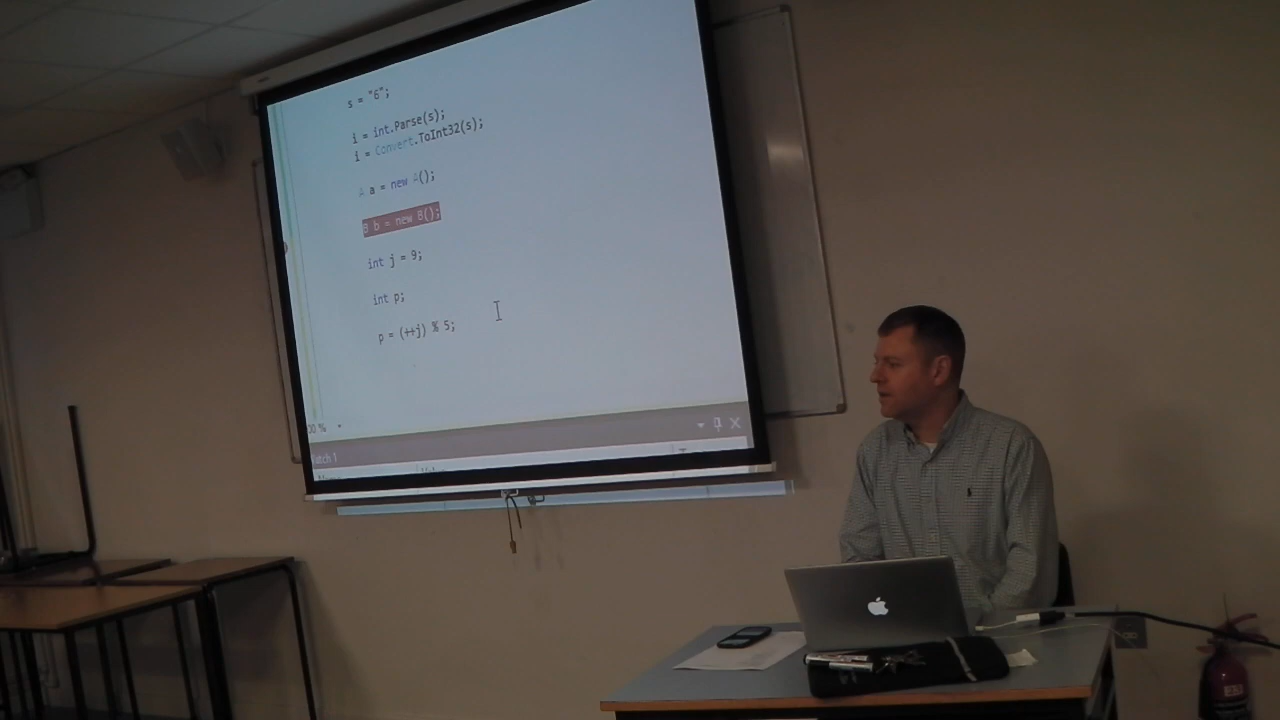 s = "6";
i = int.Parse(s);
i = Convert.ToInt32(s);
A a = new A();
B b = new B();
int j = 9;
int p;
p = (++j) % 5;